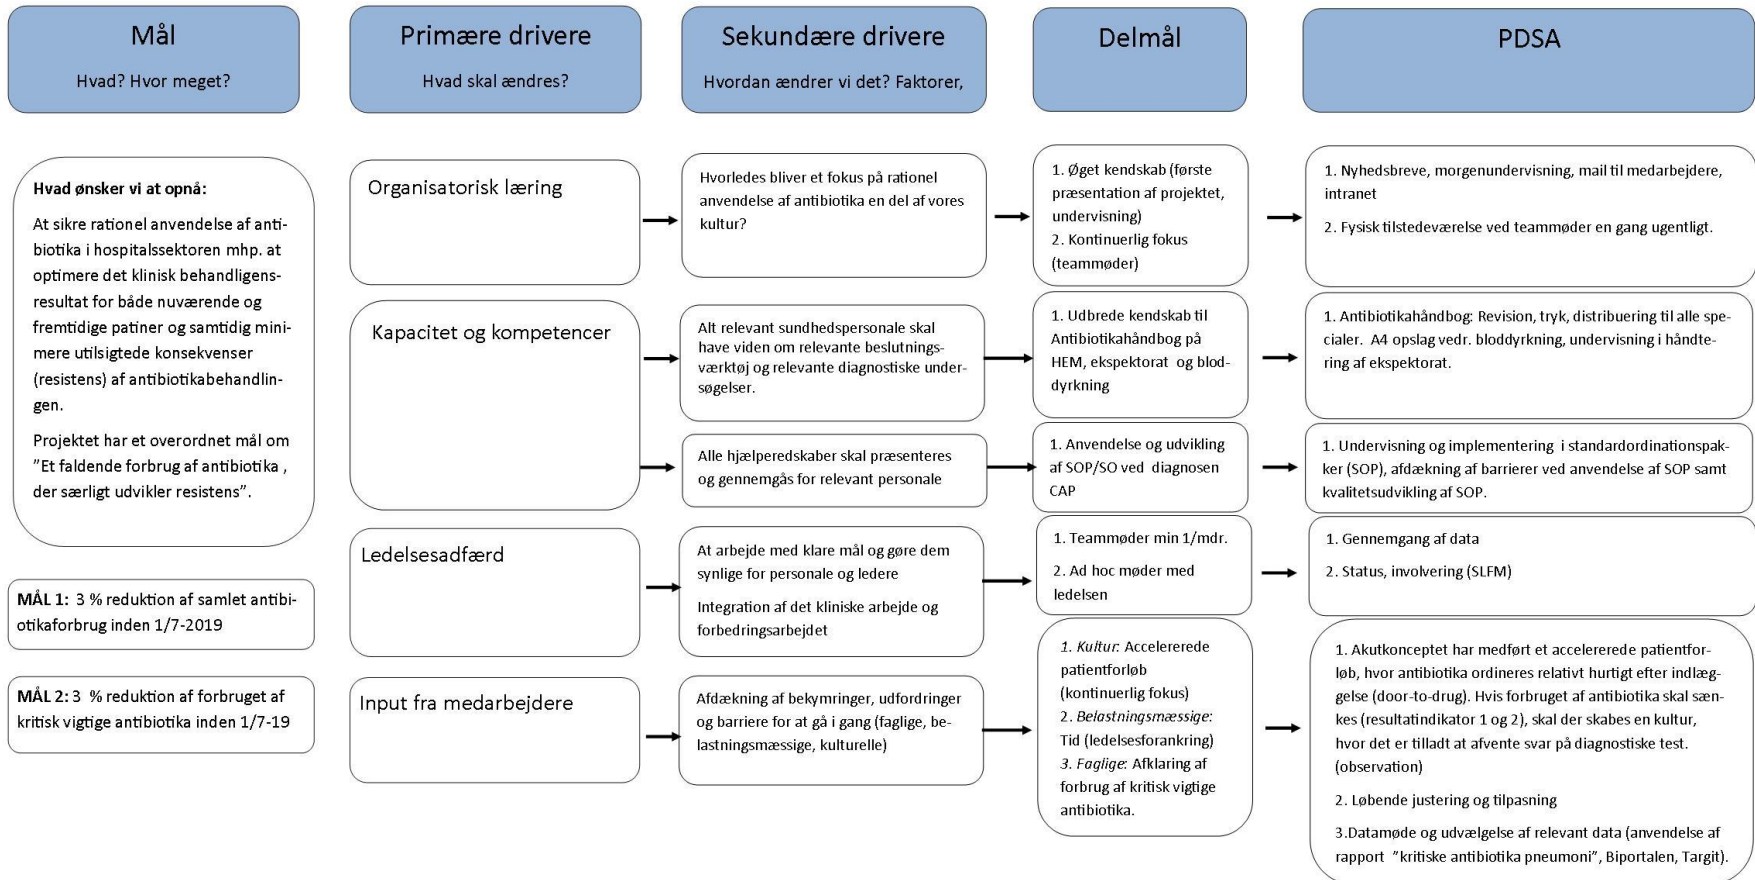 Mål
Hvad? Hvor meget?
Primære drivere
Hvad skal ændres?
Sekundære drivere
Hvordan ændrer vi det? Faktorer,
Delmål
PDSA
Hvad ønsker vi at opnå:
At sikre rationel anvendelse af anti-
biotika i hospitalssektoren mhp. at
optimere det klinisk behandligens-
resultat for både nuværende og
fremtidige patiner og samtidig mini-
mere utilsigtede konsekvenser
(resistens) af antibiotikabehandlin-
gen.
Projektet har et overordnet mål om
”Et faldende forbrug af antibiotika ,
der særligt udvikler resistens”.
MÅL 1: 3 % reduktion af samlet antibi-
otikaforbrug inden 1/7-2019
MÅL 2: 3 % reduktion af forbruget af
kritisk vigtige antibiotika inden 1/7-19
Organisatorisk læring
Hvorledes bliver et fokus på rationel
anvendelse af antibiotika en del af vores
kultur?
1. Øget kendskab (første
præsentation af projektet,
undervisning)
2. Kontinuerlig fokus
(teammøder)
1. Nyhedsbreve, morgenundervisning, mail til medarbejdere,
intranet
2. Fysisk tilstedeværelse ved teammøder en gang ugentligt.
Kapacitet og kompetencer
Alt relevant sundhedspersonale skal
have viden om relevante beslutnings-
værktøj og relevante diagnostiske under-
søgelser.
1. Udbrede kendskab til
Antibiotikahåndbog på
HEM, ekspektorat og blod-
dyrkning
1. Antibiotikahåndbog: Revision, tryk, distribuering til alle spe-
cialer. A4 opslag vedr. bloddyrkning, undervisning i håndte-
ring af ekspektorat.
Alle hjælperedskaber skal præsenteres
og gennemgås for relevant personale
1. Anvendelse og udvikling
af SOP/SO ved diagnosen
CAP
1. Undervisning og implementering i standardordinationspak-
ker (SOP), afdækning af barrierer ved anvendelse af SOP samt
kvalitetsudvikling af SOP.
Ledelsesadfærd
At arbejde med klare mål og gøre dem
synlige for personale og ledere
Integration af det kliniske arbejde og
forbedringsarbejdet
1. Teammøder min 1/mdr.
2. Ad hoc møder med
ledelsen
1. Gennemgang af data
2. Status, involvering (SLFM)
Input fra medarbejdere
Afdækning af bekymringer, udfordringer
og barriere for at gå i gang (faglige, be-
lastningsmæssige, kulturelle)
1. Kultur: Accelererede
patientforløb
(kontinuerlig fokus)
2. Belastningsmæssige:
Tid (ledelsesforankring)
3. Faglige: Afklaring af
forbrug af kritisk vigtige
antibiotika.
1. Akutkonceptet har medført et accelererede patientfor-
løb, hvor antibiotika ordineres relativt hurtigt efter indlæg-
gelse (door-to-drug). Hvis forbruget af antibiotika skal sæn-
kes (resultatindikator 1 og 2), skal der skabes en kultur,
hvor det er tilladt at afvente svar på diagnostiske test.
(observation)
2. Løbende justering og tilpasning
3.Datamøde og udvælgelse af relevant data (anvendelse af
rapport ”kritiske antibiotika pneumoni”, Biportalen, Targit).